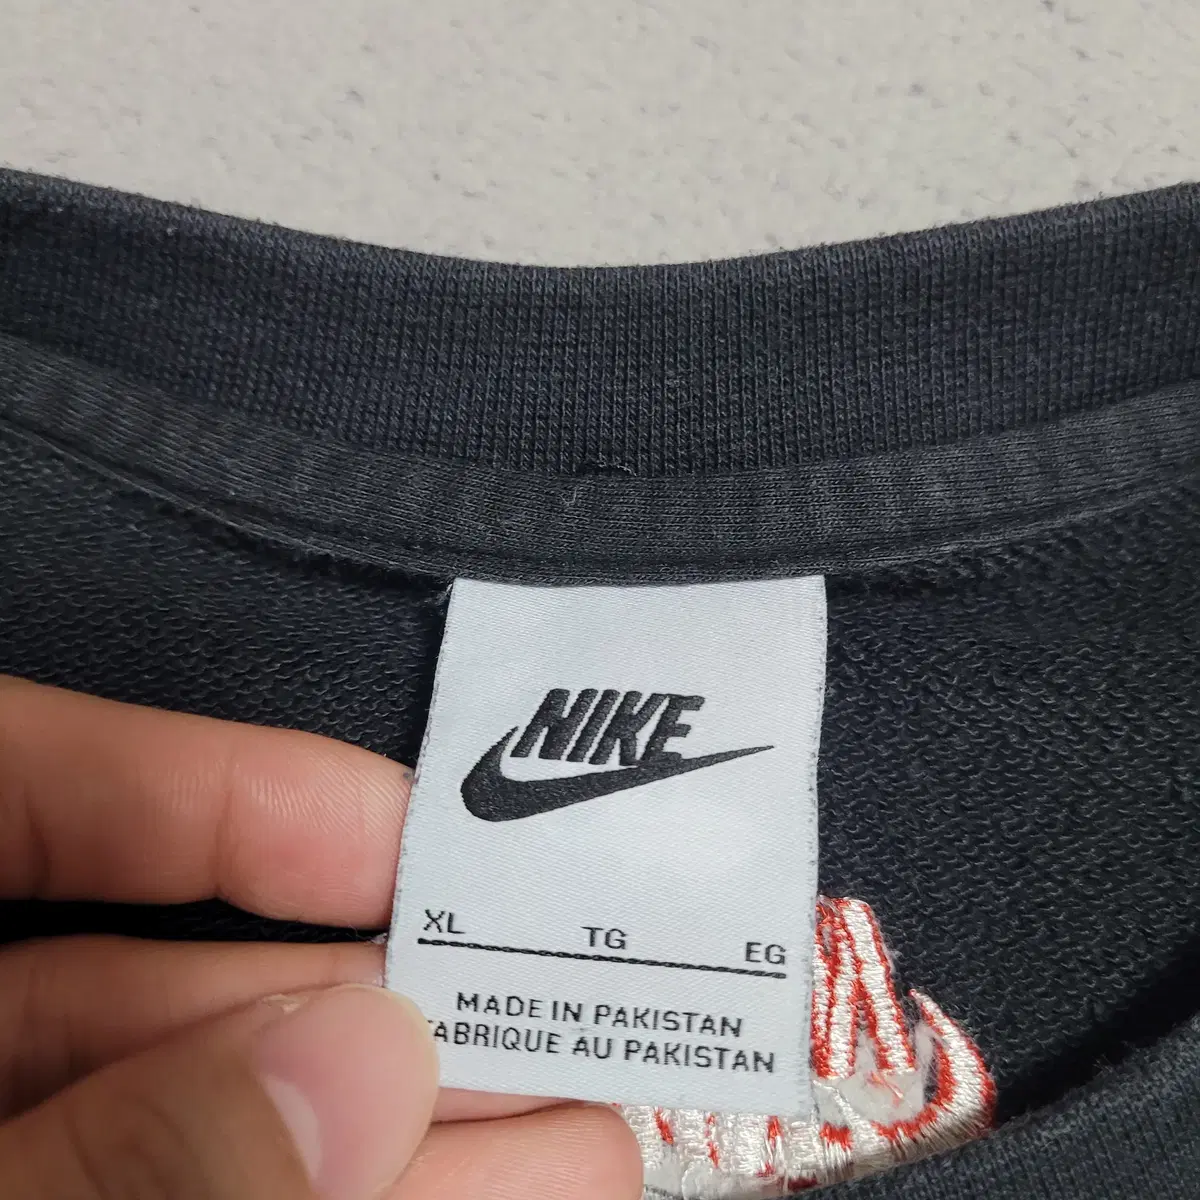 NIKE
XL TG EG
MADE IN PAKISTAN
FABRIQUE AU PAKISTAN